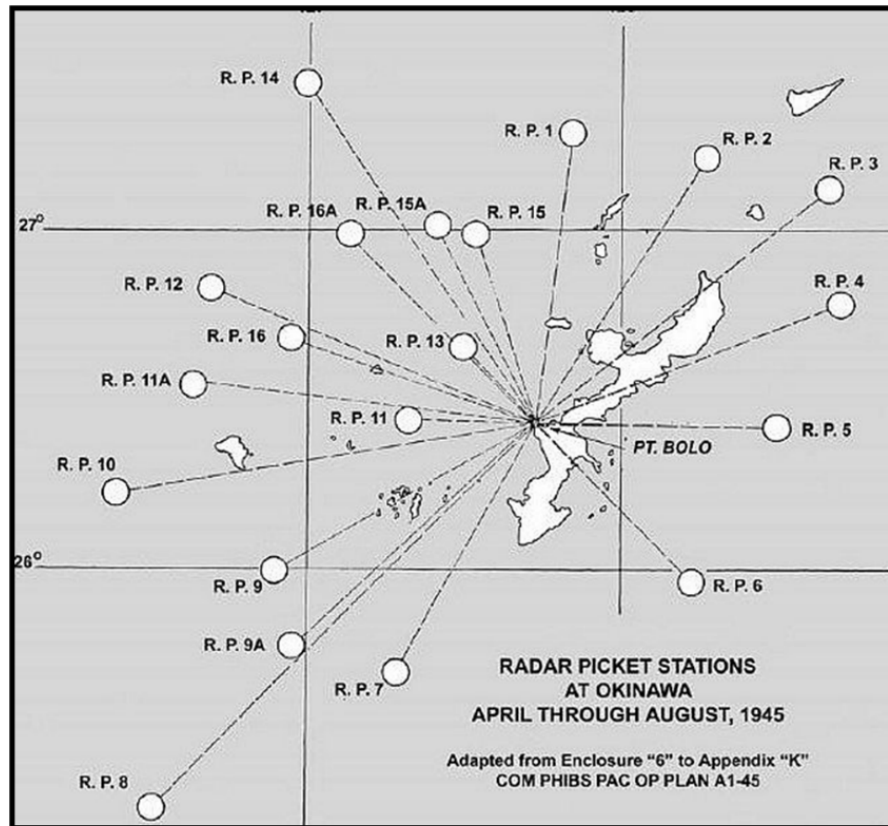 R. P. 14
R. P. 1
R. P. 2
R. P. 3
R. P. 15A
R. P. 16A
R. P. 15
27°
R. P. 12
R. P. 4
R. P. 16
R. P. 13
R. P. 11A
R. P. 11
R. P. 5
PT. BOLO
R. P. 10
26°
R. P. 9
R. P. 6
R. P. 9A
R. P. 7
RADAR PICKET STATIONS
AT OKINAWA
APRIL THROUGH AUGUST, 1945
Adapted from Enclosure “6” to Appendix “K”
COM PHIBS PAC OP PLAN A1-45
R. P. 8